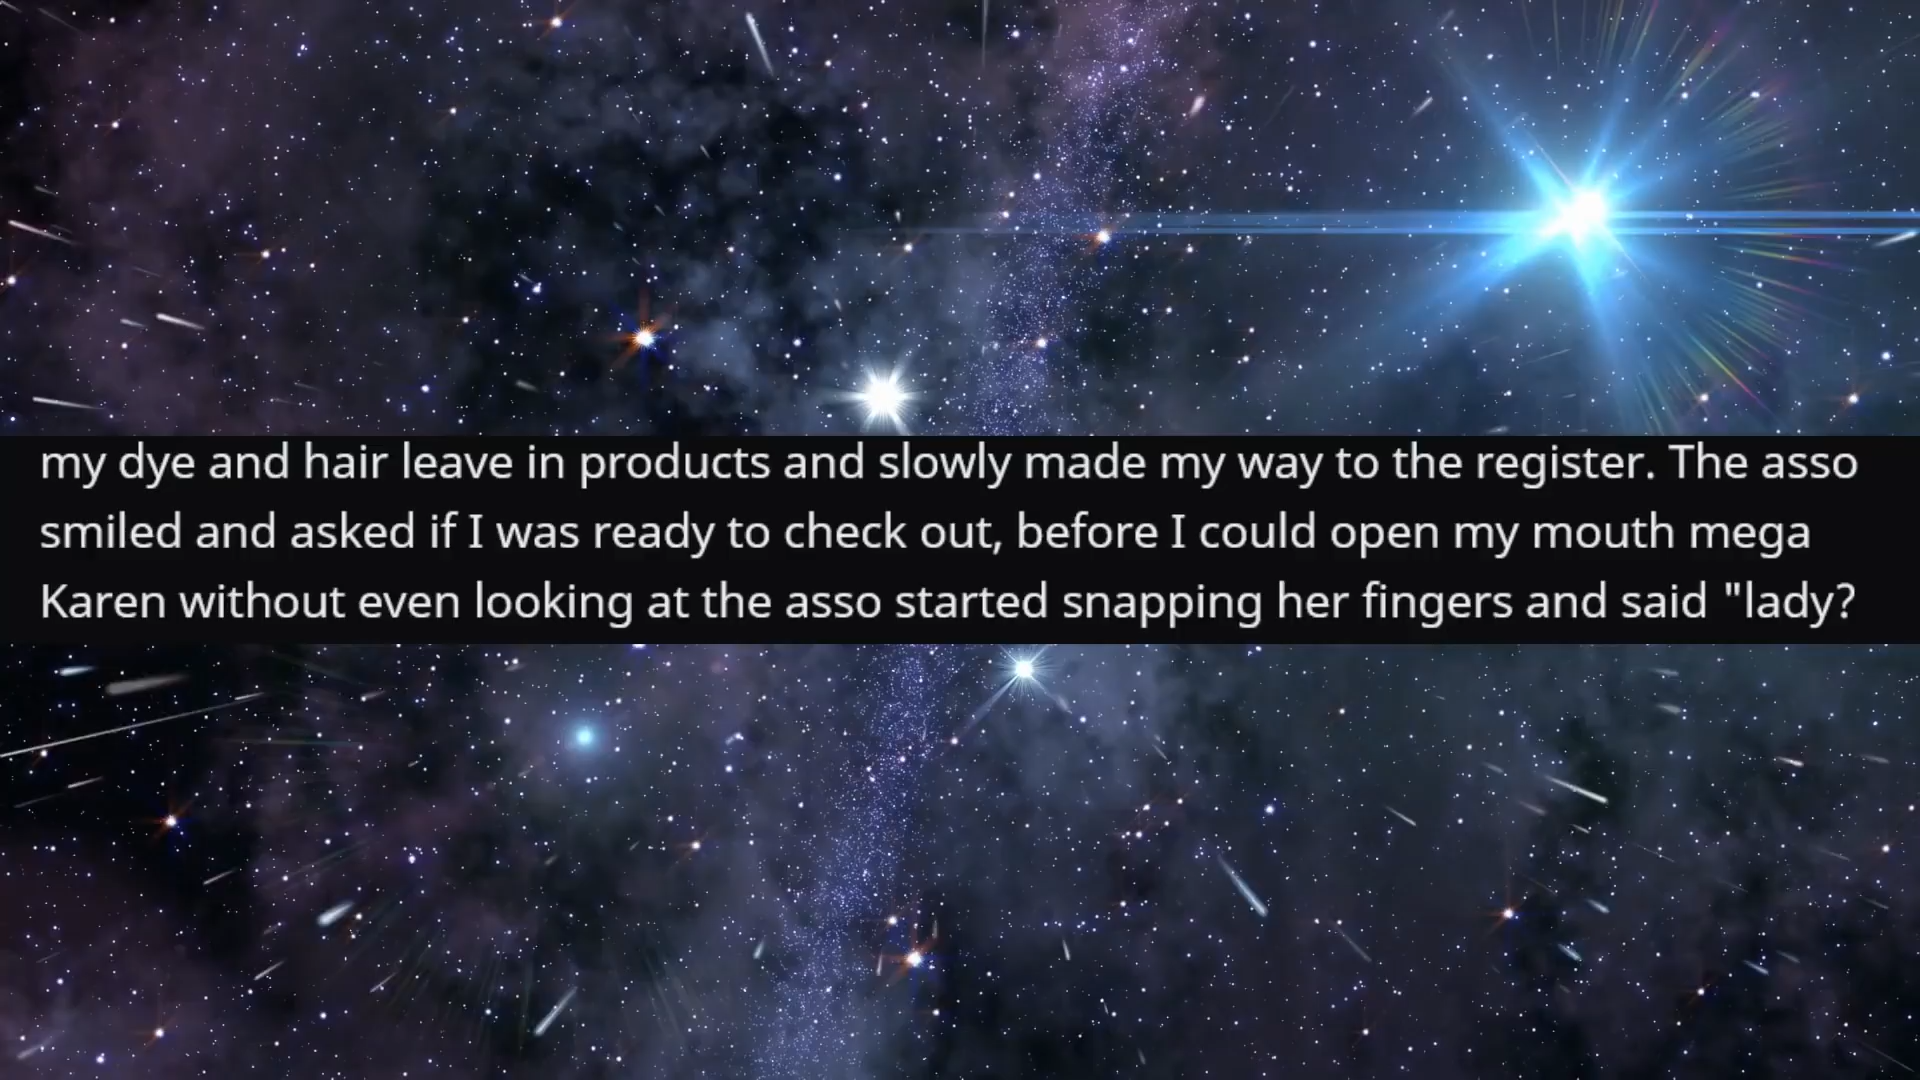 my dye and hair leave in products and slowly made my way to the register. The asso
smiled and asked if I was ready to check out, before I could open my mouth mega
Karen without even looking at the asso started snapping her fingers and said "lady?